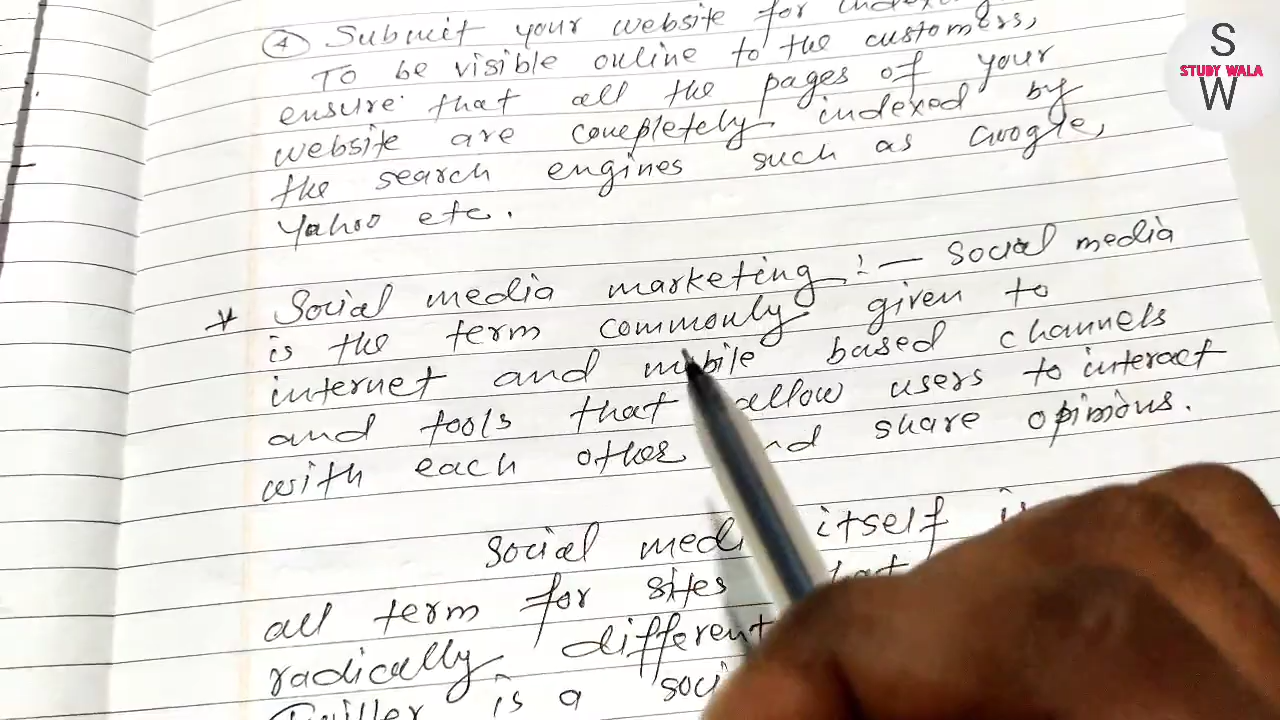 ④ Submit your website for
To be visible online to the customers,
ensure that all the pages of your
website are completely indexed by
the search engines such as Google,
Yahoo etc.
* Social media marketing :- Social media
is the term commonly given to
internet and mobile based channels
and tools that allow users to interact
with each other and share opinions.
Social media itself is
all term for sites
radically different
is a
S
STUDY WALA
W